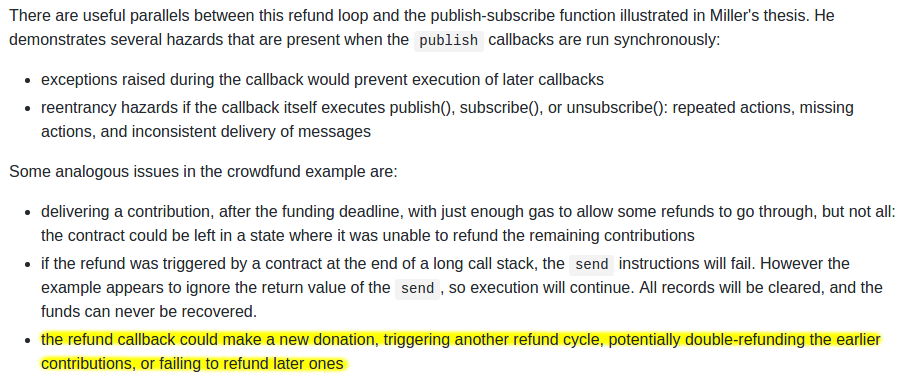 There are useful parallels between this refund loop and the publish-subscribe function illustrated in Miller's thesis. He
demonstrates several hazards that are present when the publish callbacks are run synchronously:
• exceptions raised during the callback would prevent execution of later callbacks
• reentrancy hazards if the callback itself executes publish(), subscribe(), or unsubscribe(): repeated actions, missing
actions, and inconsistent delivery of messages
Some analogous issues in the crowdfund example are:
• delivering a contribution, after the funding deadline, with just enough gas to allow some refunds to go through, but not all:
the contract could be left in a state where it was unable to refund the remaining contributions
• if the refund was triggered by a contract at the end of a long call stack, the send instructions will fail. However the
example appears to ignore the return value of the send, so execution will continue. All records will be cleared, and the
funds can never be recovered.
• the refund callback could make a new donation, triggering another refund cycle, potentially double-refunding the earlier
contributions, or failing to refund later ones